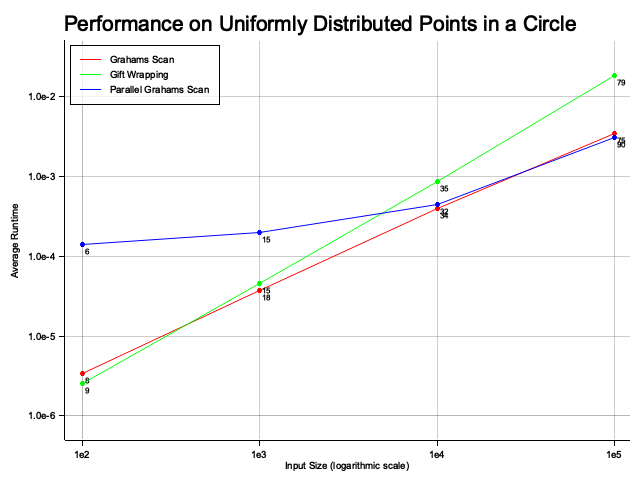 Performance on Uniformly Distributed Points in a Circle
Grahams Scan
Gift Wrapping
Parallel Grahams Scan
1.0e-2
1.0e-3
1.0e-4
1.0e-5
1.0e-6
Average Runtime
79
75
90
35
32
34
15
15
18
6
8
9
1e2
1e3
1e4
1e5
Input Size (logarithmic scale)